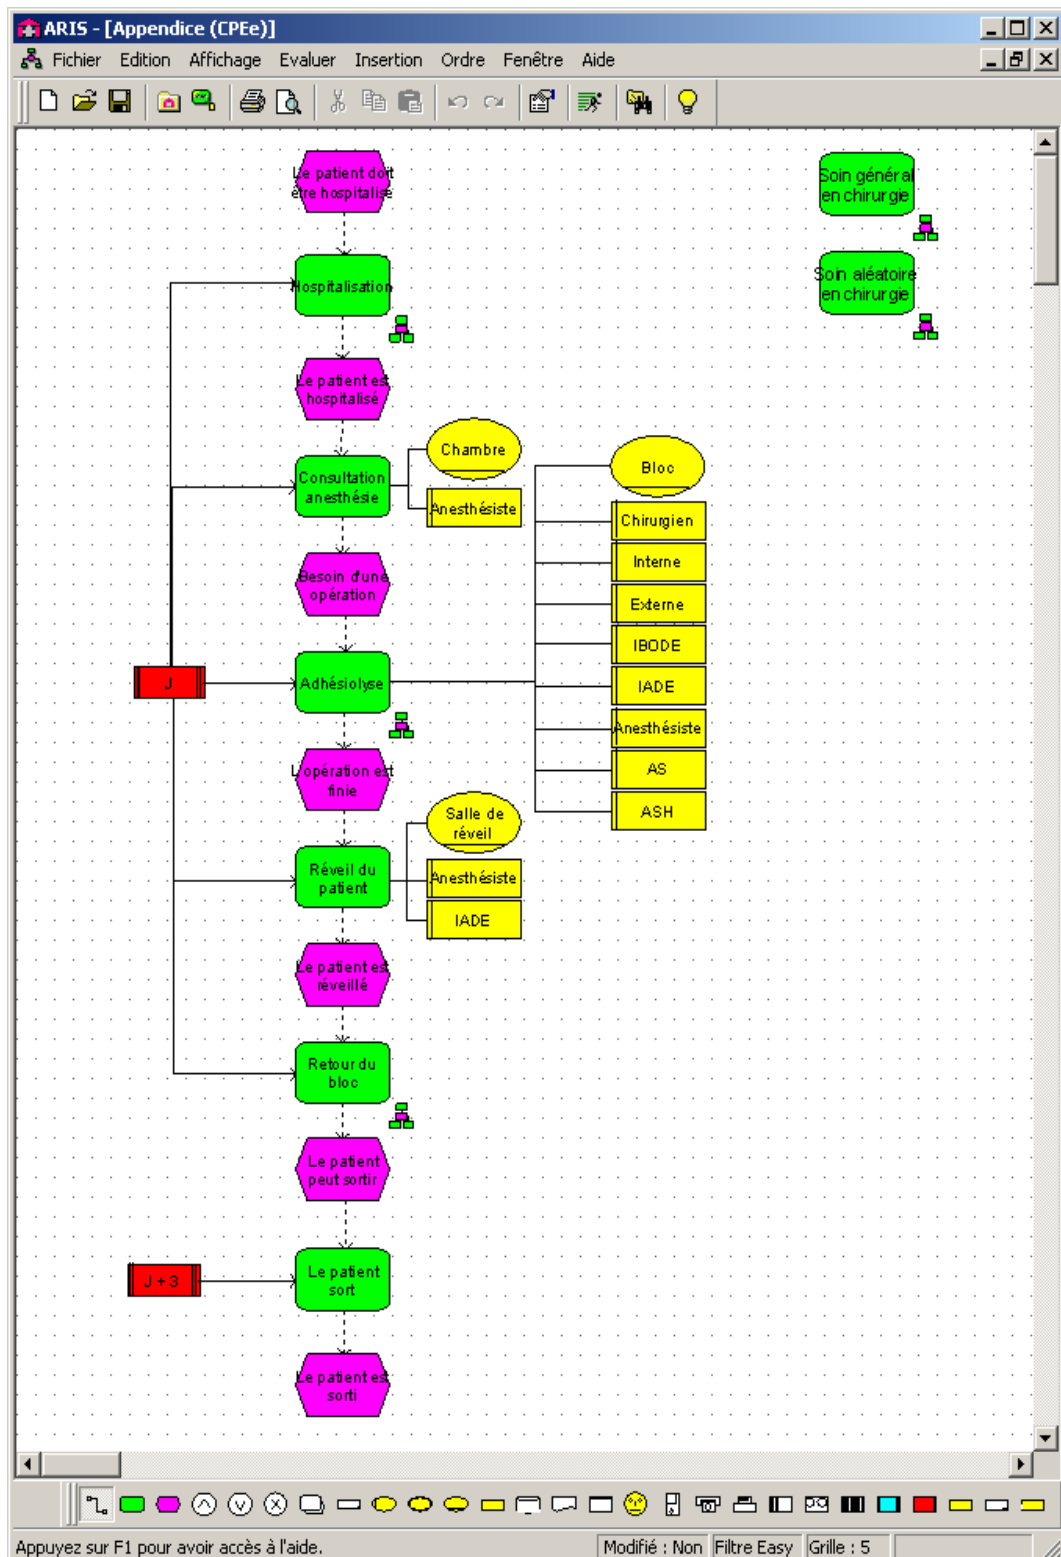 ARIS - [Appendice (CPEe)]
Fichier Edition Affichage Evaluer Insertion Ordre Fenêtre Aide
Le patient doit
être hospitalisé
Soin général
en chirurgie
Hospitalisation
Soin aléatoire
en chirurgie
Le patient est
hospitalisé
Consultation
anesthésie
Chambre
Anesthésiste
Bloc
Chirurgien
Interne
Externe
IBODE
IADE
Anesthésiste
AS
ASH
Besoin d'une
opération
J
Adhésiolyse
L'opération est
finie
Réveil du
patient
Salle de
réveil
Anesthésiste
IADE
Le patient est
réveillé
Retour du
bloc
Le patient
peut sortir
J + 3
Le patient
sort
Le patient est
sorti
Appuyez sur F1 pour avoir accès à l'aide.
Modifié : Non Filtre Easy Grille : 5